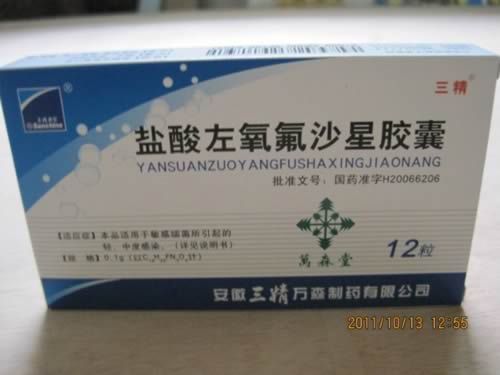 三精®
Sanchine
盐酸左氧氟沙星胶囊
YANSUANZUOYANGFUSHAXINGJIAONANG
批准文号：国药准字H20066206
【适应症】本品适用于敏感细菌所引起的
轻、中度感染。（详见说明书）
【规格】0.1g
萬森堂
12粒
安徽三精万森制药有限公司
2011/10/13 12:55